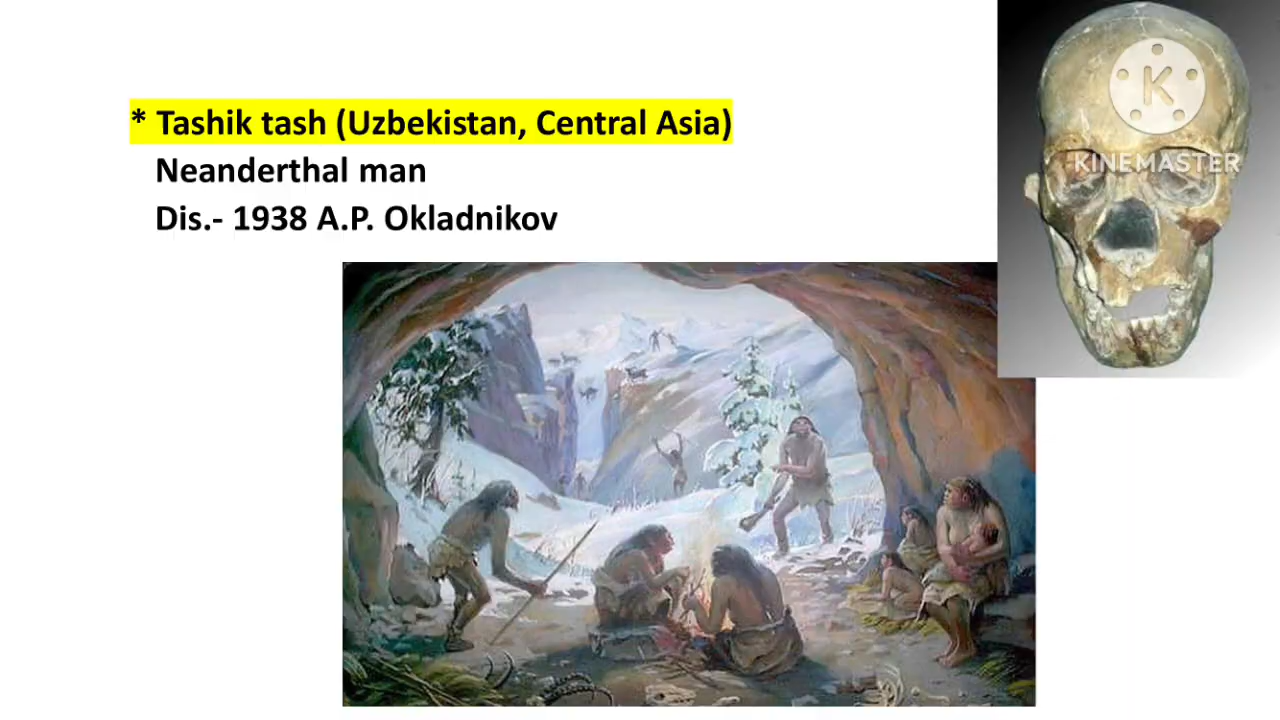 * Tashik tash (Uzbekistan, Central Asia)
Neanderthal man
Dis.- 1938 A.P. Okladnikov
K
KINEMASTER